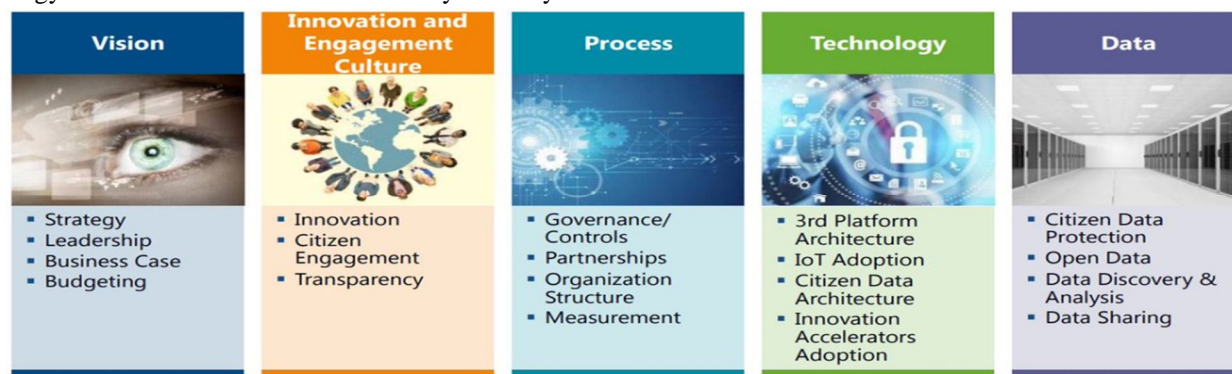 Vision
Innovation and
Engagement
Culture
Process
Technology
Data
▪ Strategy
▪ Leadership
▪ Business Case
▪ Budgeting
▪ Innovation
▪ Citizen
Engagement
▪ Transparency
▪ Governance/
Controls
▪ Partnerships
▪ Organization
Structure
▪ Measurement
▪ 3rd Platform
Architecture
▪ IoT Adoption
▪ Citizen Data
Architecture
▪ Innovation
Accelerators
Adoption
▪ Citizen Data
Protection
▪ Open Data
▪ Data Discovery &
Analysis
▪ Data Sharing